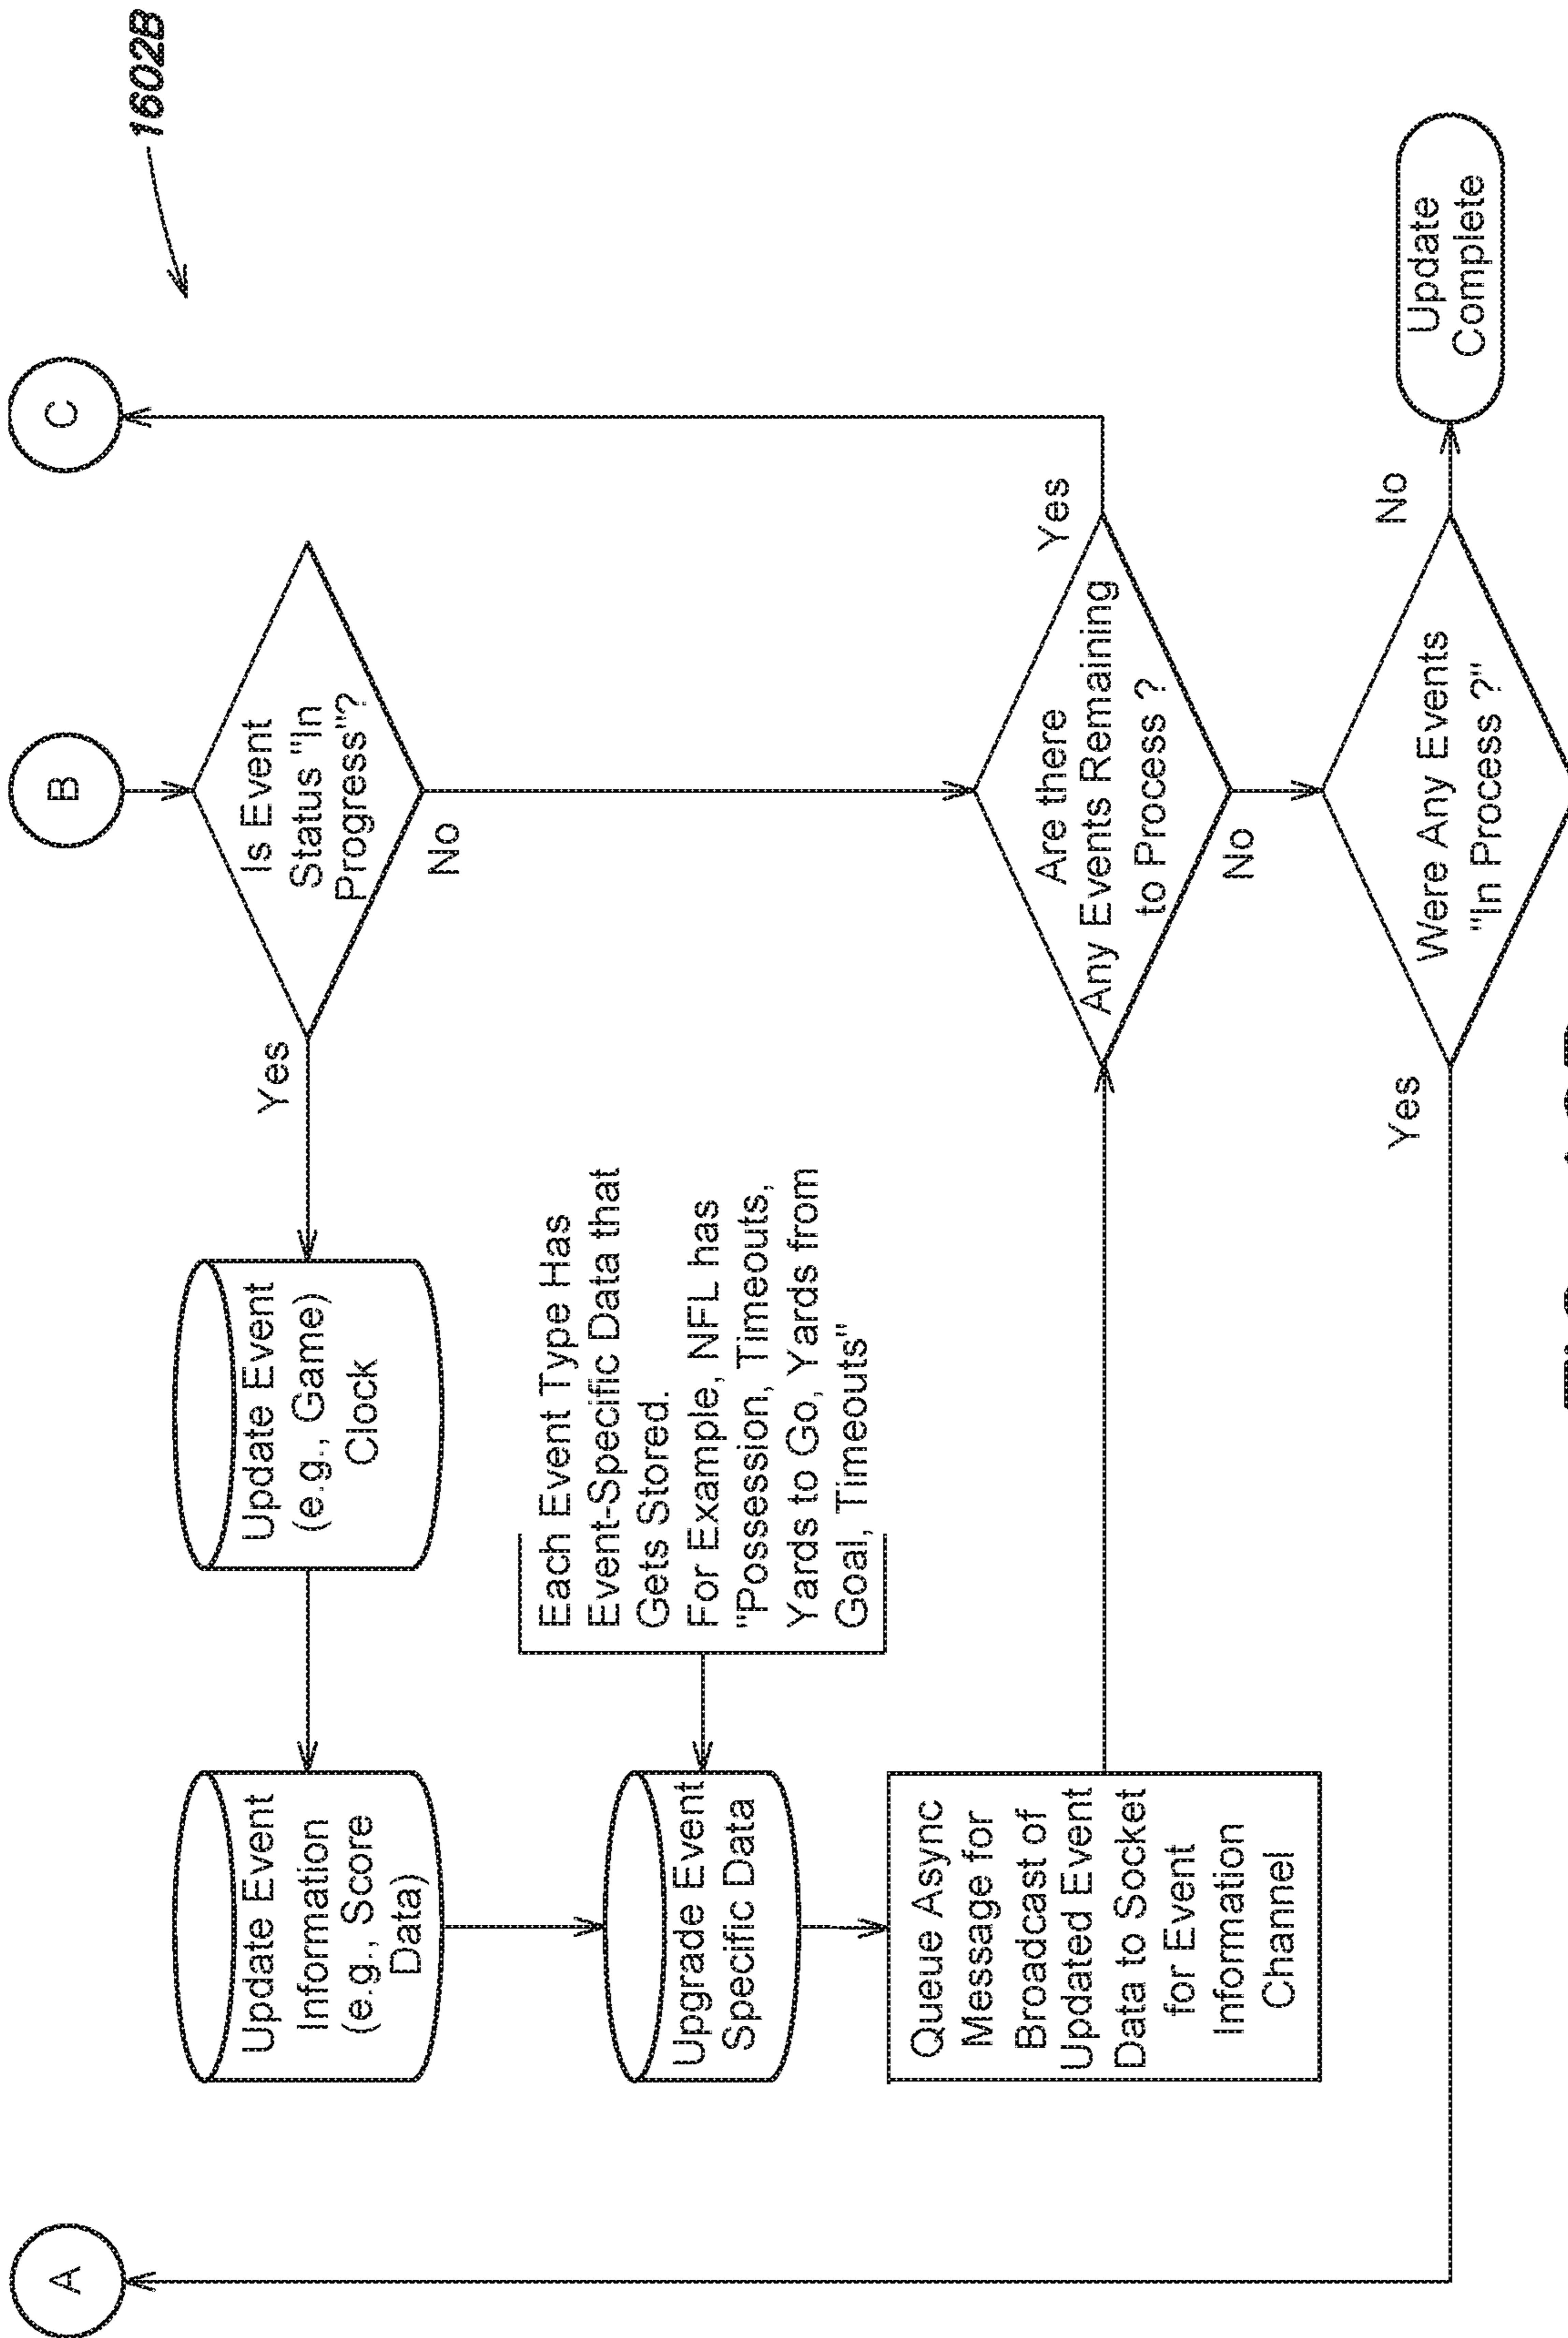 1602B
A
B
C
Is Event
Status "In
Progress"?
Yes
No
Update Event
(e.g., Game)
Clock
Update Event
Information
(e.g., Score
Data)
Each Event Type Has
Event-Specific Data that
Gets Stored.
For Example, NFL has
"Possession, Timeouts,
Yards to Go, Yards from
Goal, Timeouts"
Upgrade Event
Specific Data
Queue Async
Message for
Broadcast of
Updated Event
Data to Socket
for Event
Information
Channel
Are there
Any Events Remaining
to Process ?
Yes
No
Were Any Events
"In Process ?"
Yes
No
Update
Complete